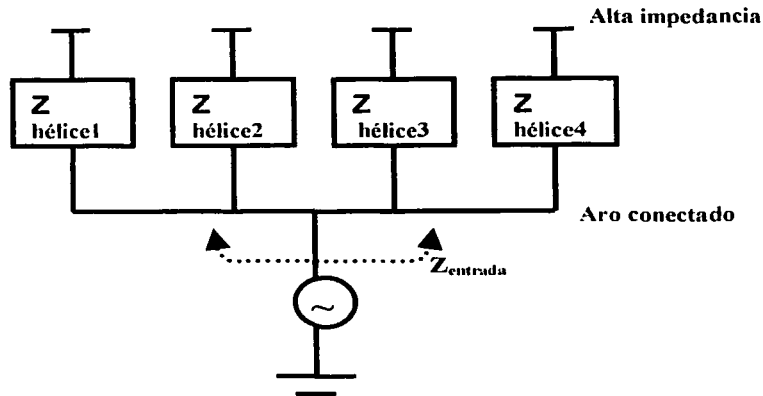 Alta impedancia
Z
hélice1
Z
hélice2
Z
hélice3
Z
hélice4
Aro conectado
Zentrada
~